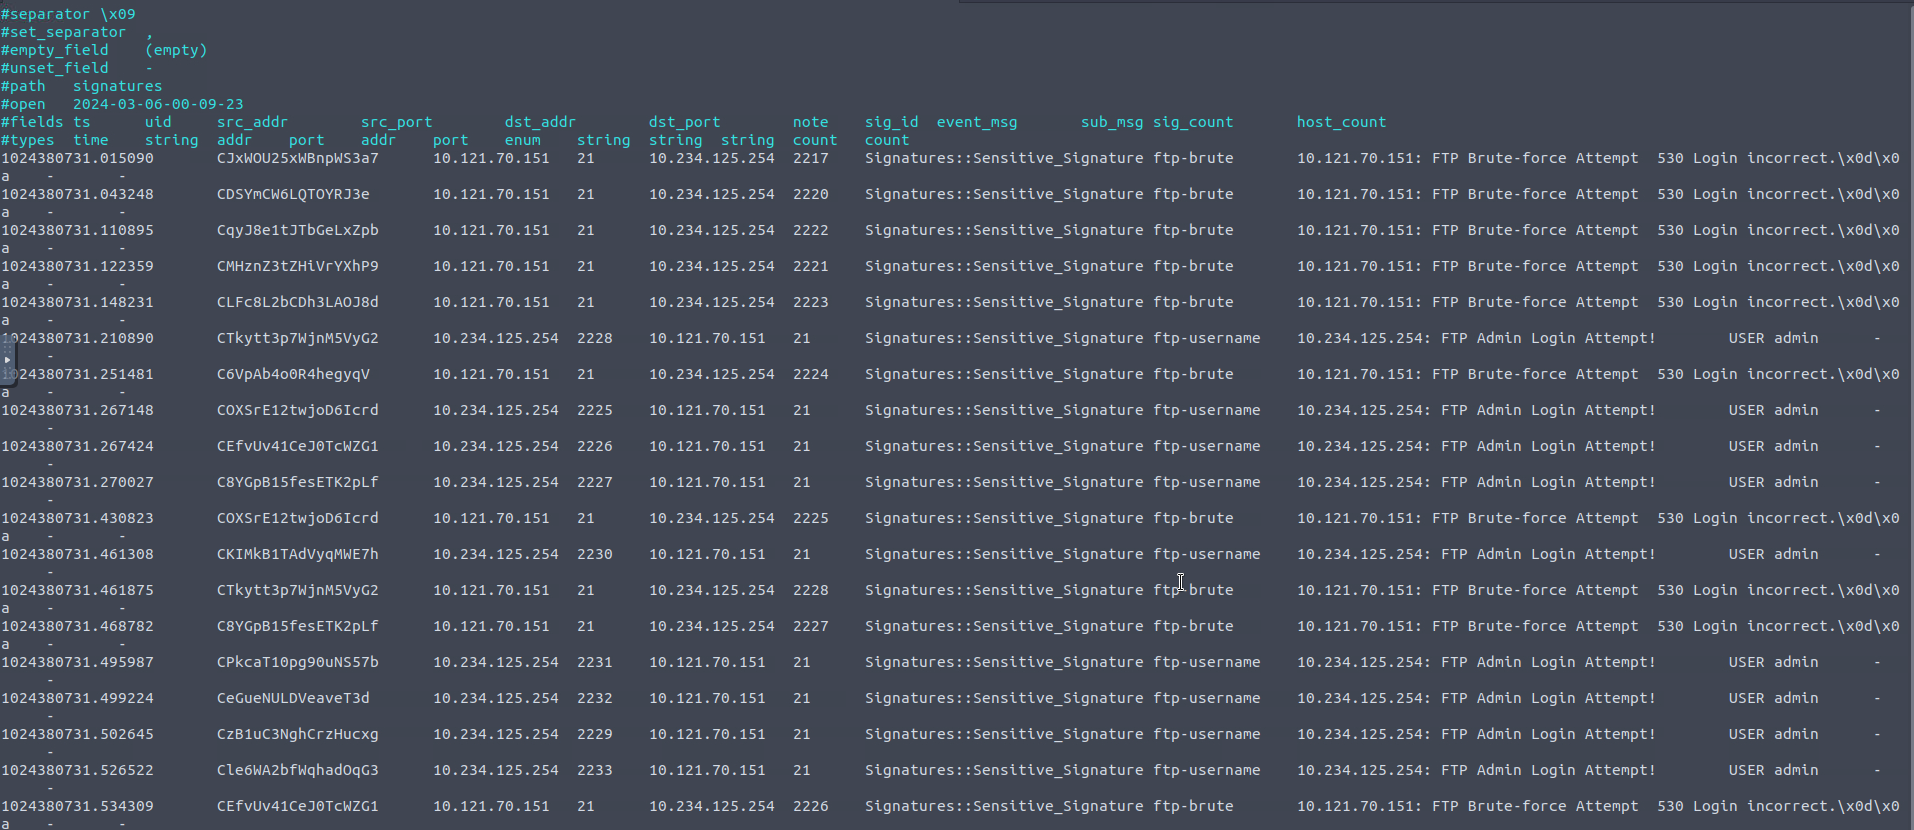 #separator \x09
#set_separator  ,
#empty_field    (empty)
#unset_field    -
#path   signatures
#open   2024-03-06-00-09-23
#fields ts      uid     src_addr        src_port        dst_addr        dst_port        note    sig_id  event_msg       sub_msg sig_count       host_count
#types  time    string  addr    port    addr    port    enum    string  string  string  count   count
1024380731.015090       CJxWOU25xWBnpWS3a7      10.121.70.151   21      10.234.125.254  2217    Signatures::Sensitive_Signature ftp-brute       10.121.70.151: FTP Brute-force Attempt  530 Login incorrect.\x0d\x0
a    -       -
1024380731.043248       CDSYmCW6LQTOYRJ3e       10.121.70.151   21      10.234.125.254  2220    Signatures::Sensitive_Signature ftp-brute       10.121.70.151: FTP Brute-force Attempt  530 Login incorrect.\x0d\x0
a    -       -
1024380731.110895       CqyJ8e1tJTbGeLxZpb      10.121.70.151   21      10.234.125.254  2222    Signatures::Sensitive_Signature ftp-brute       10.121.70.151: FTP Brute-force Attempt  530 Login incorrect.\x0d\x0
a    -       -
1024380731.122359       CMHznZ3tZHiVrYXhP9      10.121.70.151   21      10.234.125.254  2221    Signatures::Sensitive_Signature ftp-brute       10.121.70.151: FTP Brute-force Attempt  530 Login incorrect.\x0d\x0
a    -       -
1024380731.148231       CLFc8L2bCDh3LAOJ8d      10.121.70.151   21      10.234.125.254  2223    Signatures::Sensitive_Signature ftp-brute       10.121.70.151: FTP Brute-force Attempt  530 Login incorrect.\x0d\x0
a    -       -
1024380731.210890       CTkytt3p7WjnM5VyG2      10.234.125.254  2228    10.121.70.151   21      Signatures::Sensitive_Signature ftp-username    10.234.125.254: FTP Admin Login Attempt!        USER admin      -
-
1024380731.251481       C6VpAb4o0R4hegyqV       10.121.70.151   21      10.234.125.254  2224    Signatures::Sensitive_Signature ftp-brute       10.121.70.151: FTP Brute-force Attempt  530 Login incorrect.\x0d\x0
a    -       -
1024380731.267148       COXSrE12twjoD6Icrd      10.234.125.254  2225    10.121.70.151   21      Signatures::Sensitive_Signature ftp-username    10.234.125.254: FTP Admin Login Attempt!        USER admin      -
-
1024380731.267424       CEfvUv41CeJ0TcWZG1      10.234.125.254  2226    10.121.70.151   21      Signatures::Sensitive_Signature ftp-username    10.234.125.254: FTP Admin Login Attempt!        USER admin      -
-
1024380731.270027       C8YGpB15fesETK2pLf      10.234.125.254  2227    10.121.70.151   21      Signatures::Sensitive_Signature ftp-username    10.234.125.254: FTP Admin Login Attempt!        USER admin      -
-
1024380731.430823       COXSrE12twjoD6Icrd      10.121.70.151   21      10.234.125.254  2225    Signatures::Sensitive_Signature ftp-brute       10.121.70.151: FTP Brute-force Attempt  530 Login incorrect.\x0d\x0
a    -       -
1024380731.461308       CKIMkB1TAdVyqMWE7h      10.234.125.254  2230    10.121.70.151   21      Signatures::Sensitive_Signature ftp-username    10.234.125.254: FTP Admin Login Attempt!        USER admin      -
-
1024380731.461875       CTkytt3p7WjnM5VyG2      10.121.70.151   21      10.234.125.254  2228    Signatures::Sensitive_Signature ftp-brute       10.121.70.151: FTP Brute-force Attempt  530 Login incorrect.\x0d\x0
a    -       -
1024380731.468782       C8YGpB15fesETK2pLf      10.121.70.151   21      10.234.125.254  2227    Signatures::Sensitive_Signature ftp-brute       10.121.70.151: FTP Brute-force Attempt  530 Login incorrect.\x0d\x0
a    -       -
1024380731.495987       CPkcaT10pg90uNS57b      10.234.125.254  2231    10.121.70.151   21      Signatures::Sensitive_Signature ftp-username    10.234.125.254: FTP Admin Login Attempt!        USER admin      -
-
1024380731.499224       CeGueNULDVeaveT3d       10.234.125.254  2232    10.121.70.151   21      Signatures::Sensitive_Signature ftp-username    10.234.125.254: FTP Admin Login Attempt!        USER admin      -
-
1024380731.502645       CzB1uC3NghCrzHucxg      10.234.125.254  2229    10.121.70.151   21      Signatures::Sensitive_Signature ftp-username    10.234.125.254: FTP Admin Login Attempt!        USER admin      -
-
1024380731.526522       Cle6WA2bfWqhadOqG3      10.234.125.254  2233    10.121.70.151   21      Signatures::Sensitive_Signature ftp-username    10.234.125.254: FTP Admin Login Attempt!        USER admin      -
-
1024380731.534309       CEfvUv41CeJ0TcWZG1      10.121.70.151   21      10.234.125.254  2226    Signatures::Sensitive_Signature ftp-brute       10.121.70.151: FTP Brute-force Attempt  530 Login incorrect.\x0d\x0
a    -       -